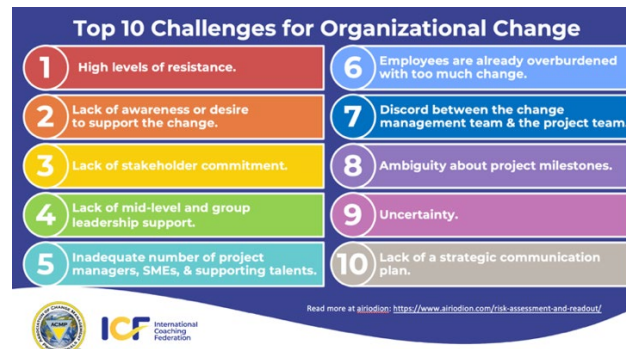 Top 10 Challenges for Organizational Change
1
High levels of resistance.
2
Lack of awareness or desire
to support the change.
3
Lack of stakeholder commitment.
4
Lack of mid-level and group
leadership support.
5
Inadequate number of project
managers, SMEs, & supporting talents.
6
Employees are already overburdened
with too much change.
7
Discord between the change
management team & the project team
8
Ambiguity about project milestones.
9
Uncertainty.
10
Lack of a strategic communication
plan.
Read more at airiodion: https://www.airiodion.com/risk-assessment-and-readout/
ACMP
ICF
International
Coaching
Federation